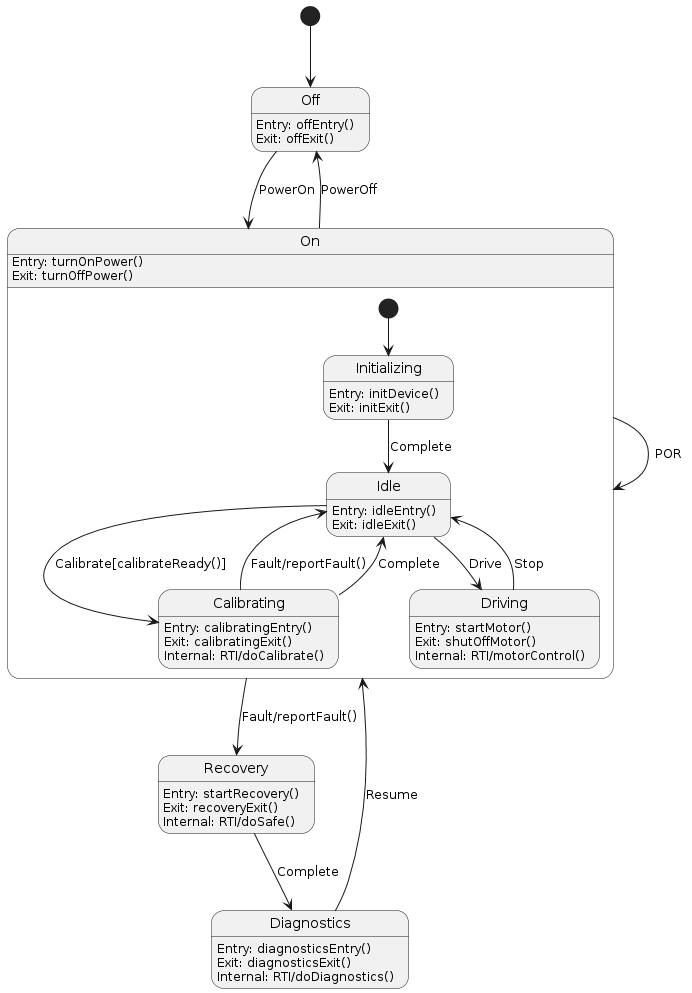 Off
Entry: offEntry()
Exit: offExit()
PowerOn
PowerOff
On
Entry: turnOnPower()
Exit: turnOffPower()
Initializing
Entry: initDevice()
Exit: initExit()
Complete
POR
Idle
Entry: idleEntry()
Exit: idleExit()
Calibrate[calibrateReady()]
Fault/reportFault()
Complete
Drive
Stop
Calibrating
Entry: calibratingEntry()
Exit: calibratingExit()
Internal: RTI/doCalibrate()
Driving
Entry: startMotor()
Exit: shutOffMotor()
Internal: RTI/motorControl()
Fault/reportFault()
Recovery
Entry: startRecovery()
Exit: recoveryExit()
Internal: RTI/doSafe()
Resume
Complete
Diagnostics
Entry: diagnosticsEntry()
Exit: diagnosticsExit()
Internal: RTI/doDiagnostics()